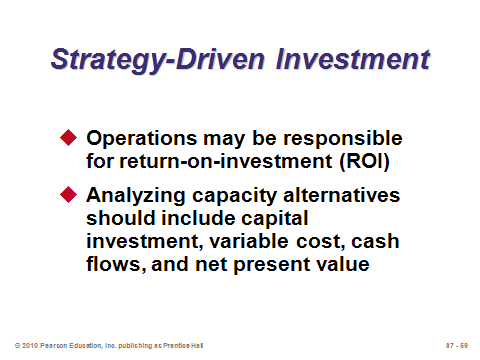 Strategy-Driven Investment
Operations may be responsible
for return-on-investment (ROI)
Analyzing capacity alternatives
should include capital
investment, variable cost, cash
flows, and net present value
© 2010 Pearson Education, Inc. publishing as Prentice Hall
S7 - 59